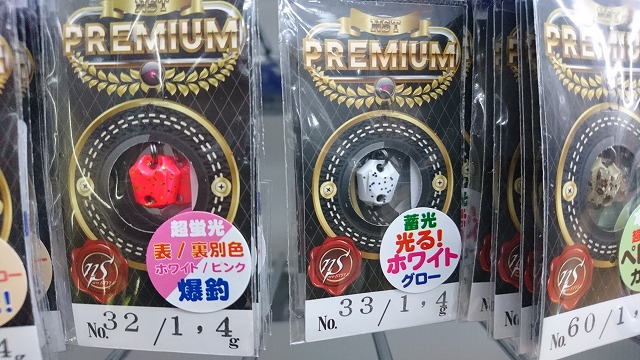 NST
PREMIUM
超蛍光
表/裏別色
ホワイト/ピンク
爆釣
No. 32/1,4g
NST
PREMIUM
蓄光
光る!
ホワイト
グロー
No. 33/1,4g
PREMIUM
No. 60/1,